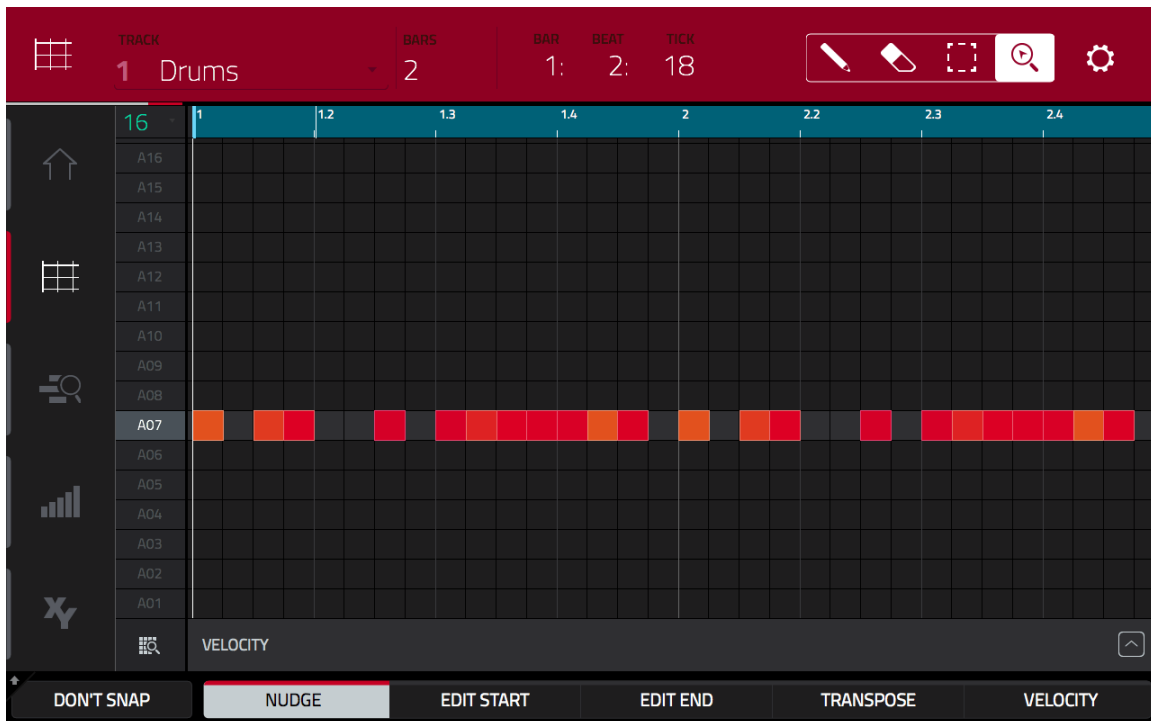 TRACK BARS BAR BEAT TICK
1 Drums 2 1: 2: 18
16 1 1.2 1.3 1.4 2 2.2 2.3 2.4
A16
A15
A14
A13
A12
A11
A10
A09
A08
A07
A06
A05
A04
A03
A02
A01
XY
VELOCITY
DON'T SNAP NUDGE EDIT START EDIT END TRANSPOSE VELOCITY